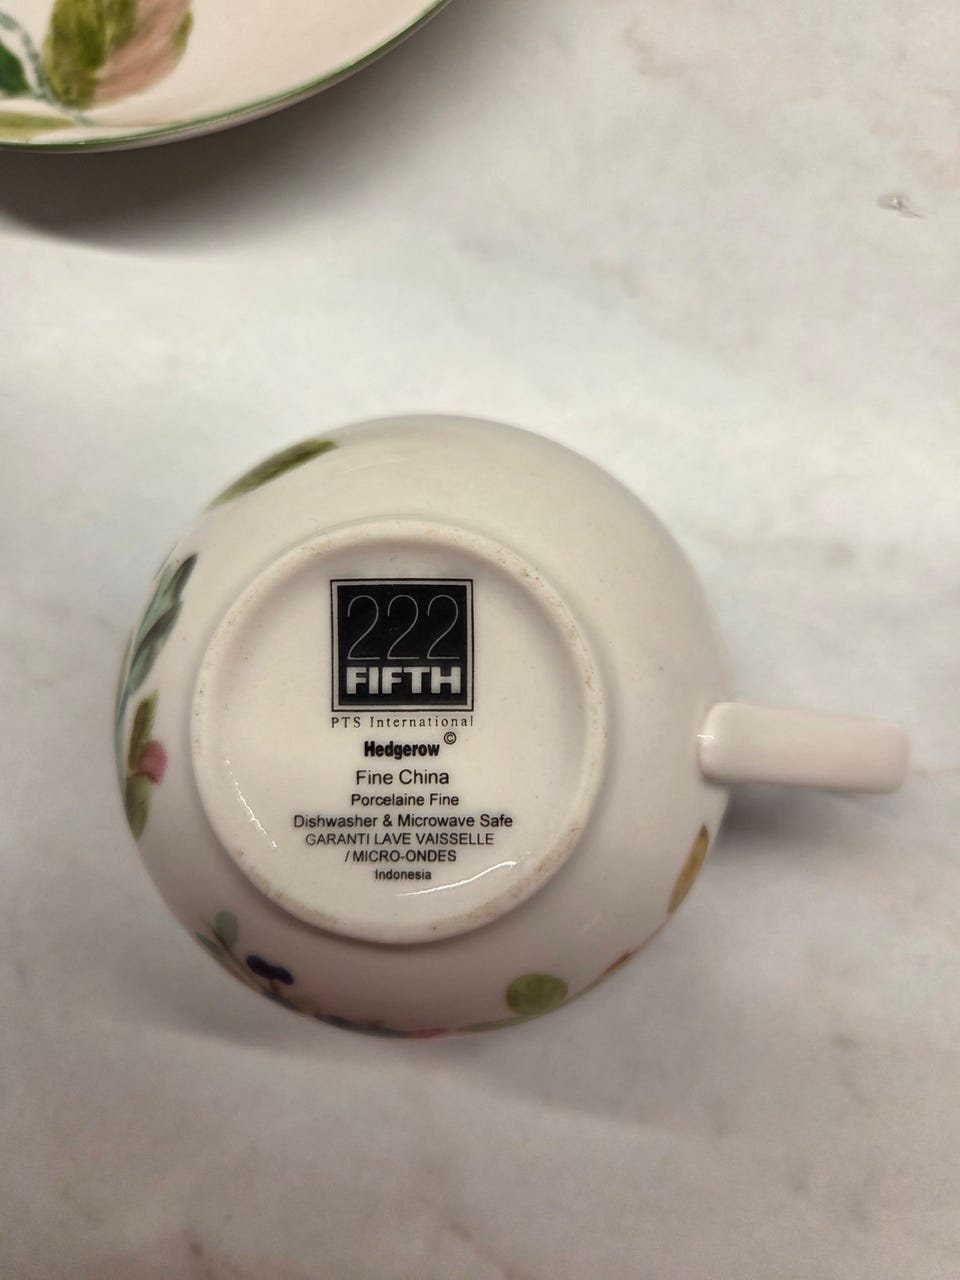 222
FIFTH
PTS International
Hedgerow ©
Fine China
Porcelaine Fine
Dishwasher & Microwave Safe
GARANTI LAVE VAISSELLE
/ MICRO-ONDES
Indonesia